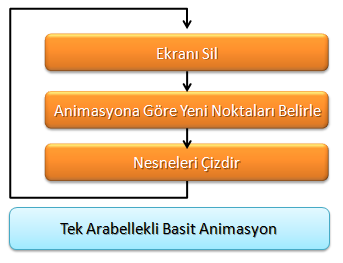 Ekranı Sil
Animasyona Göre Yeni Noktaları Belirle
Nesneleri Çizdir
Tek Arabellekli Basit Animasyon